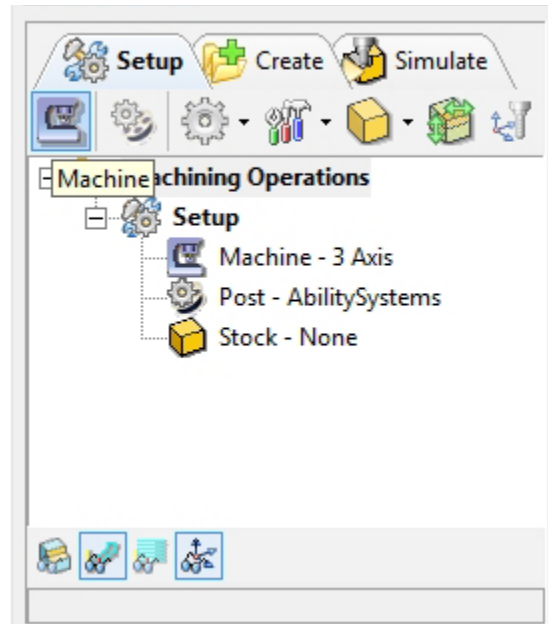 Setup Create Simulate
Machine
achining Operations
Setup
Machine - 3 Axis
Post - AbilitySystems
Stock - None